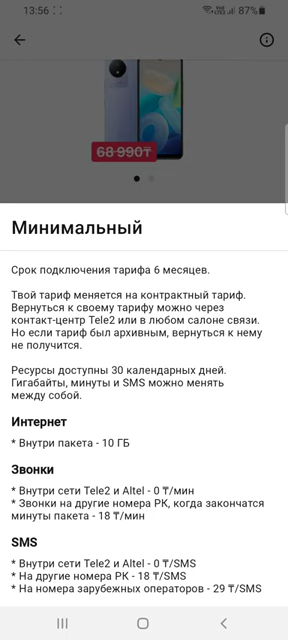 13:56
87%
68 990₸
Минимальный
Срок подключения тарифа 6 месяцев.
Твой тариф меняется на контрактный тариф.
Вернуться к своему тарифу можно через
контакт-центр Tele2 или в любом салоне связи.
Но если тариф был архивным, вернуться к нему
не получится.
Ресурсы доступны 30 календарных дней.
Гигабайты, минуты и SMS можно менять
между собой.
Интернет
* Внутри пакета - 10 ГБ
Звонки
* Внутри сети Tele2 и Altel - 0 ₸/мин
* Звонки на другие номера РК, когда закончатся
минуты пакета - 18 ₸/мин
SMS
* Внутри сети Tele2 и Altel - 0 ₸/SMS
* На другие номера РК - 18 ₸/SMS
* На номера зарубежных операторов - 29 ₸/SMS